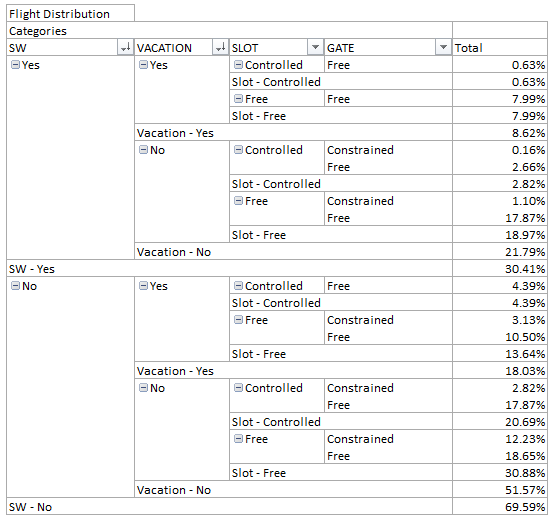 Flight Distribution
Categories
SW VACATION SLOT GATE Total
Yes Yes Controlled Free 0.63%
Slot - Controlled 0.63%
Free Free 7.99%
Slot - Free 7.99%
Vacation - Yes 8.62%
No Controlled Constrained 0.16%
Free 2.66%
Slot - Controlled 2.82%
Free Constrained 1.10%
Free 17.87%
Slot - Free 18.97%
Vacation - No 21.79%
SW - Yes 30.41%
No Yes Controlled Free 4.39%
Slot - Controlled 4.39%
Free Constrained 3.13%
Free 10.50%
Slot - Free 13.64%
Vacation - Yes 18.03%
No Controlled Constrained 2.82%
Free 17.87%
Slot - Controlled 20.69%
Free Constrained 12.23%
Free 18.65%
Slot - Free 30.88%
Vacation - No 51.57%
SW - No 69.59%